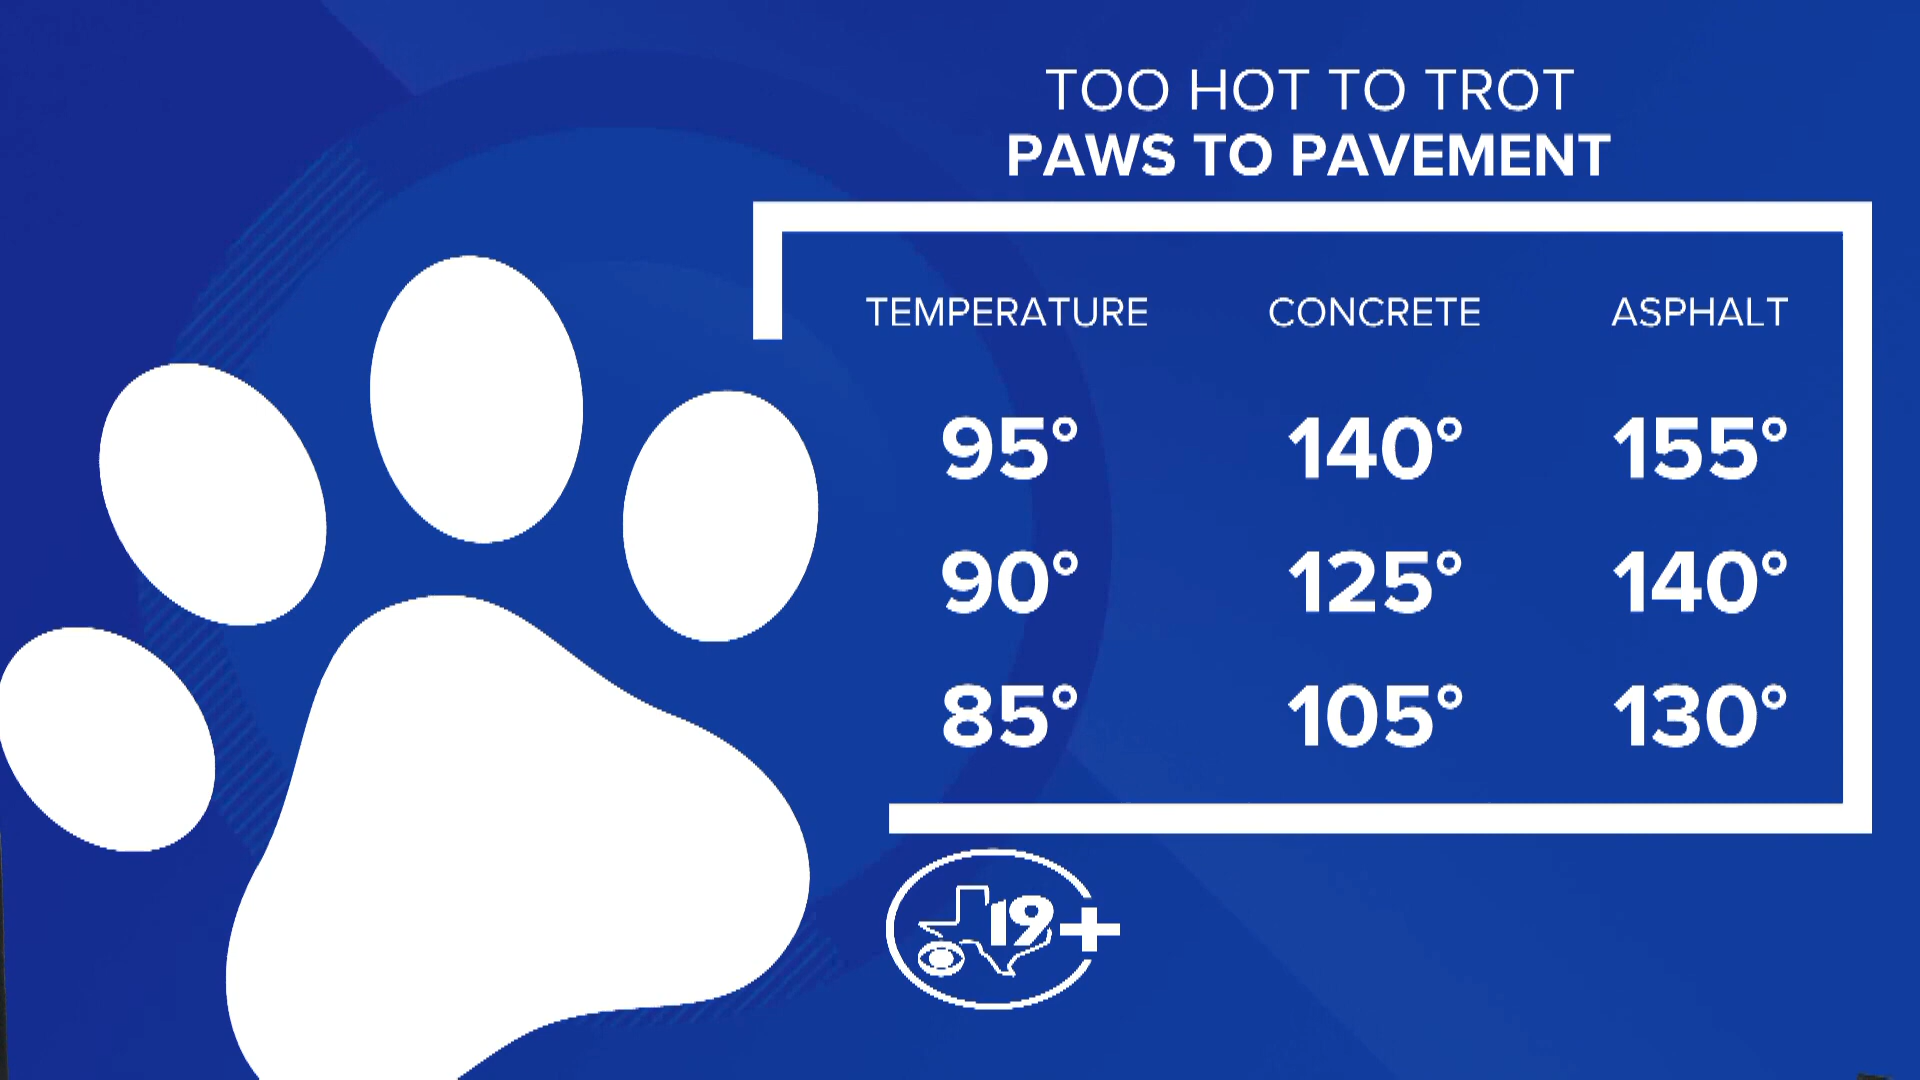 TOO HOT TO TROT
PAWS TO PAVEMENT
TEMPERATURE CONCRETE ASPHALT
95° 140° 155°
90° 125° 140°
85° 105° 130°
19+